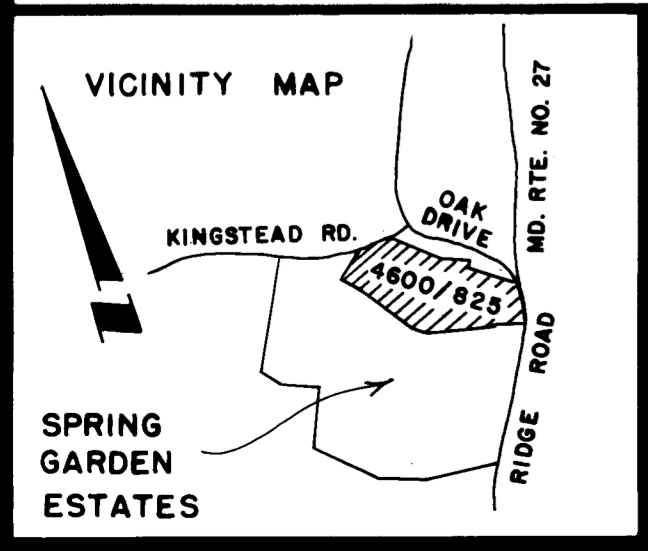 VICINITY MAP
MD. RTE. NO. 27
OAK
DRIVE
KINGSTEAD RD.
4600/825
RIDGE ROAD
SPRING
GARDEN
ESTATES